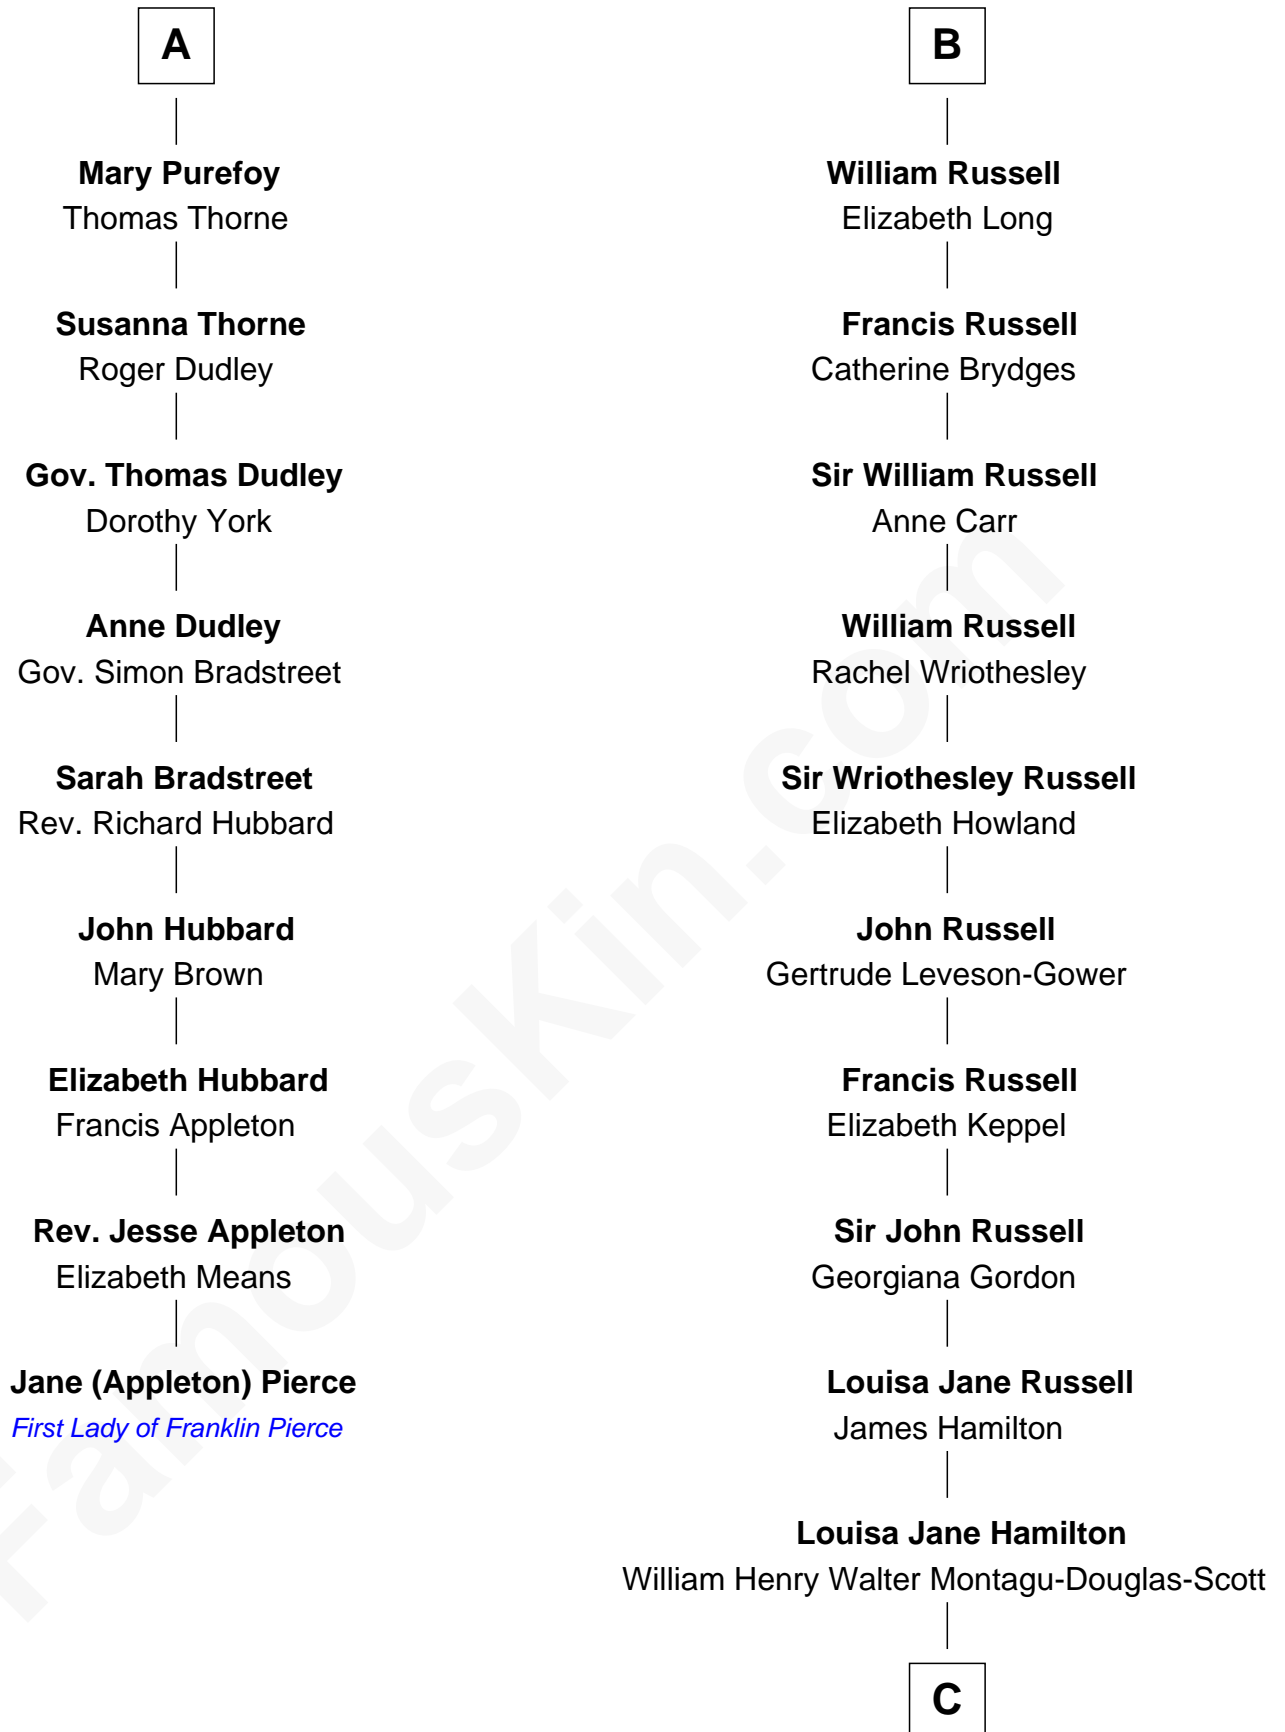 A
Mary Purefoy
Thomas Thorne
Susanna Thorne
Roger Dudley
Gov. Thomas Dudley
Dorothy York
Anne Dudley
Gov. Simon Bradstreet
Sarah Bradstreet
Rev. Richard Hubbard
John Hubbard
Mary Brown
Elizabeth Hubbard
Francis Appleton
Rev. Jesse Appleton
Elizabeth Means
Jane (Appleton) Pierce
First Lady of Franklin Pierce
B
William Russell
Elizabeth Long
Francis Russell
Catherine Brydges
Sir William Russell
Anne Carr
William Russell
Rachel Wriothesley
Sir Wriothesley Russell
Elizabeth Howland
John Russell
Gertrude Leveson-Gower
Francis Russell
Elizabeth Keppel
Sir John Russell
Georgiana Gordon
Louisa Jane Russell
James Hamilton
Louisa Jane Hamilton
William Henry Walter Montagu-Douglas-Scott
C
FamousKin.com